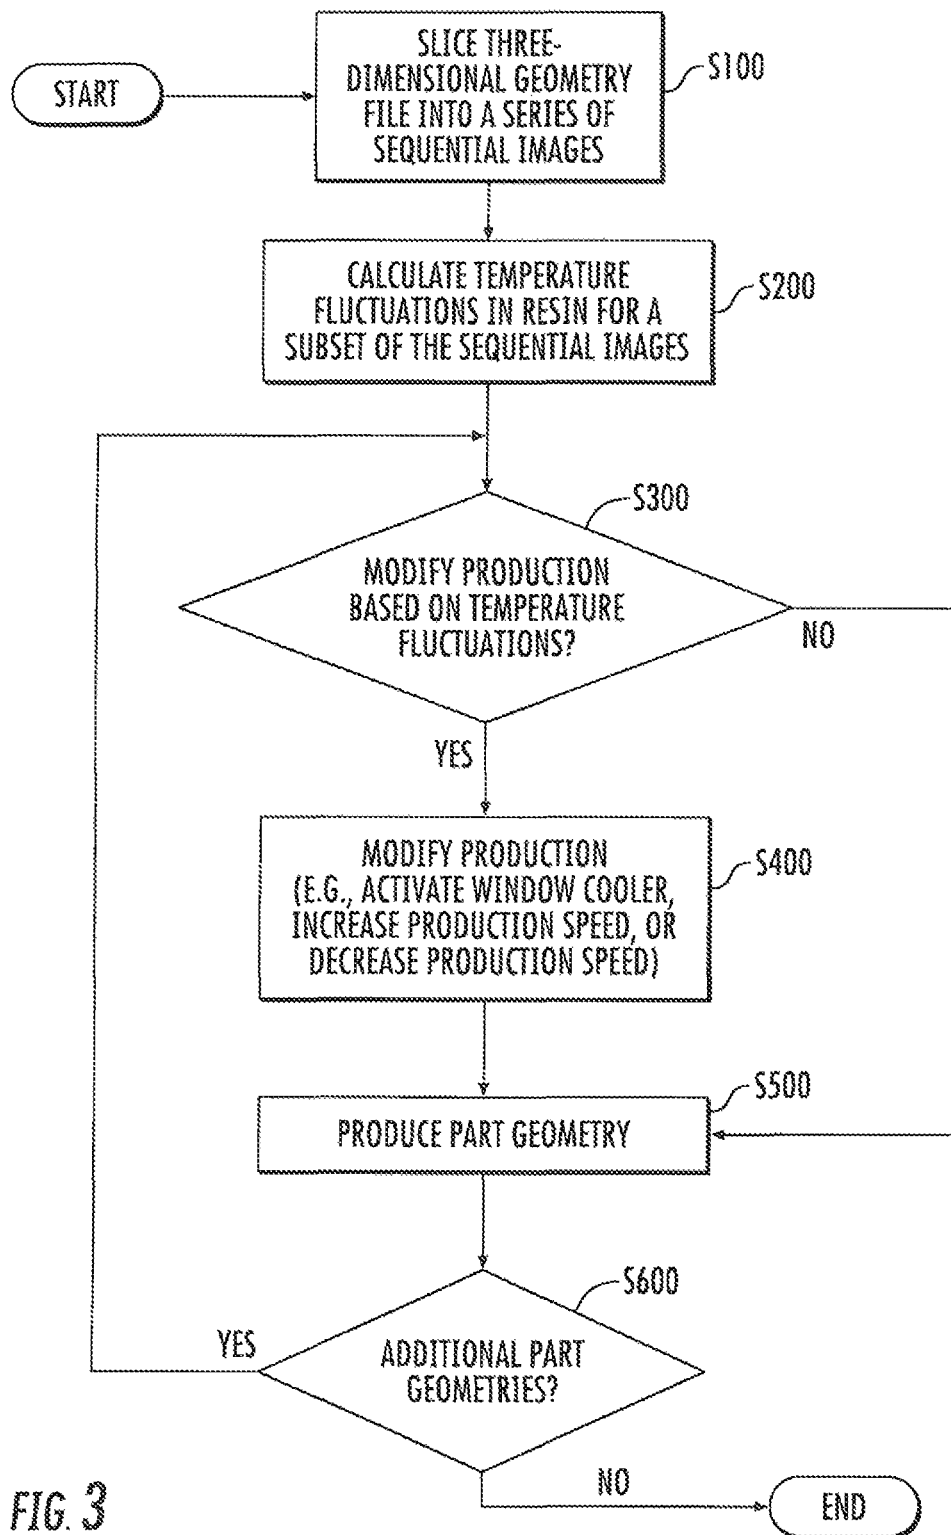 SLICE THREE-
DIMENSIONAL GEOMETRY
FILE INTO A SERIES OF
SEQUENTIAL IMAGES
S100
START
CALCULATE TEMPERATURE
FLUCTUATIONS IN RESIN FOR A
SUBSET OF THE SEQUENTIAL IMAGES
S200
S300
MODIFY PRODUCTION
BASED ON TEMPERATURE
FLUCTUATIONS?
NO
YES
MODIFY PRODUCTION
(E.G., ACTIVATE WINDOW COOLER,
INCREASE PRODUCTION SPEED, OR
DECREASE PRODUCTION SPEED)
S400
S500
PRODUCE PART GEOMETRY
S600
YES
ADDITIONAL PART
GEOMETRIES?
NO
END
FIG. 3